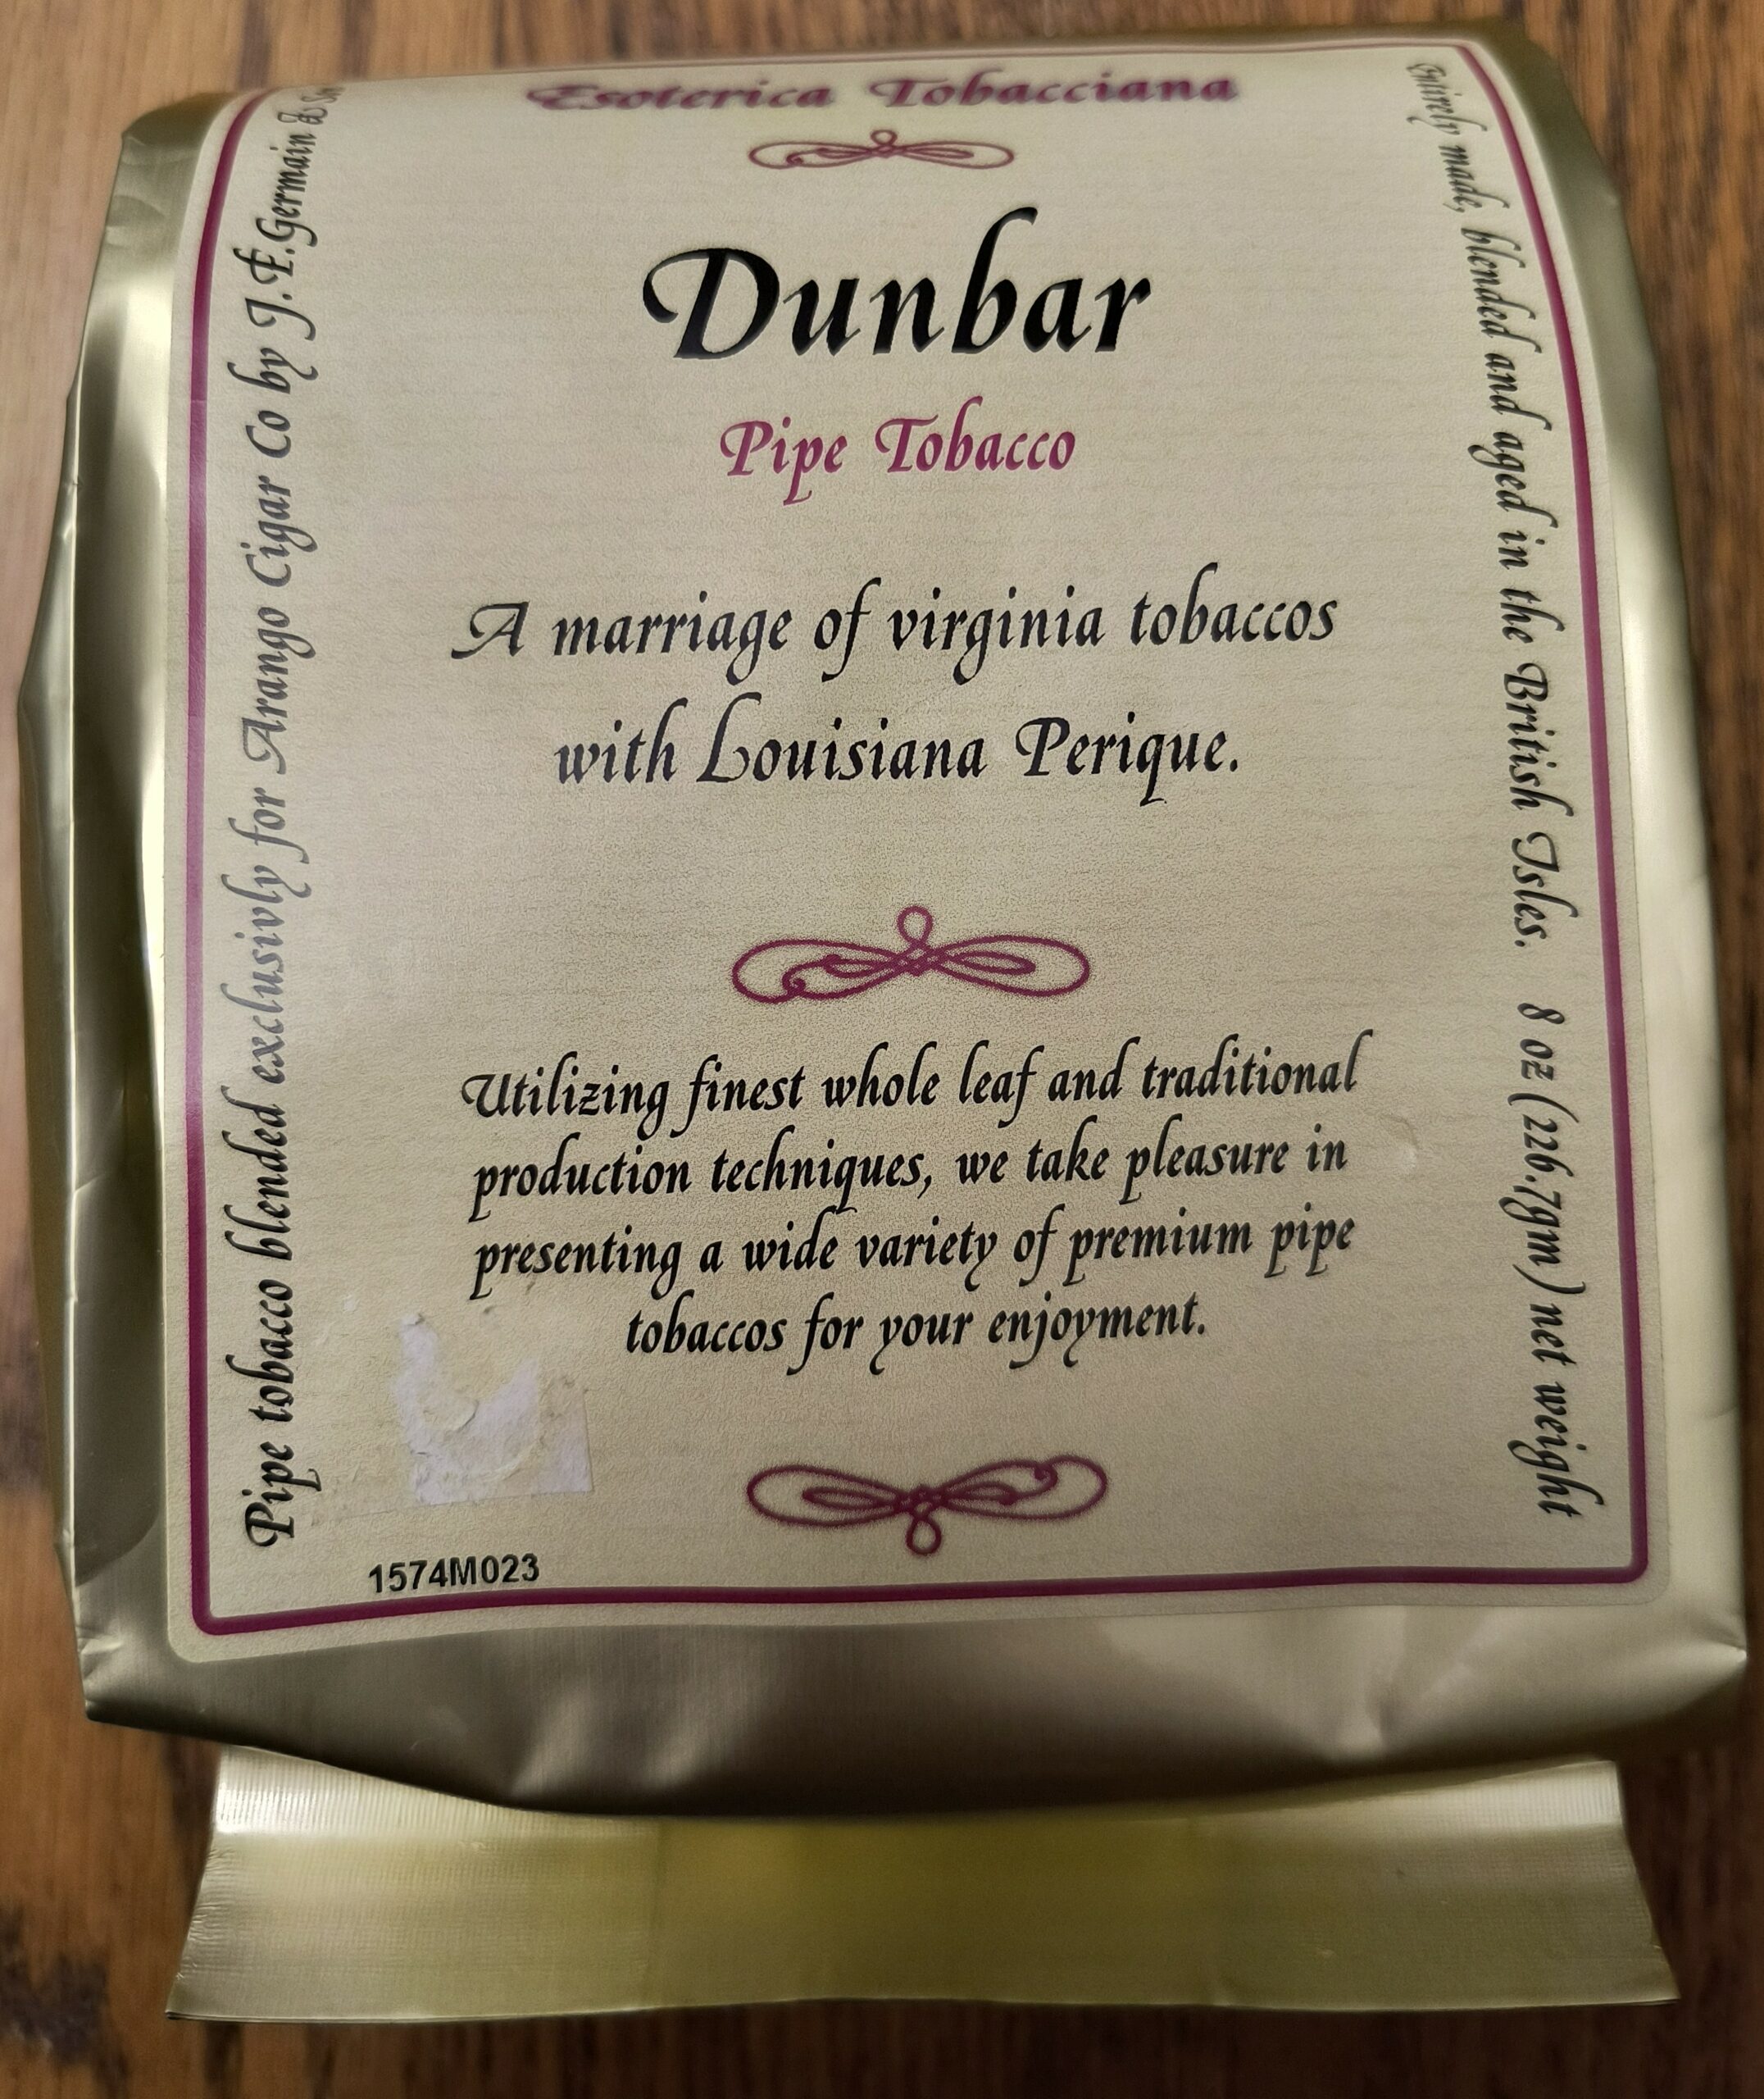 Esoterica Tobacciana
Dunbar
Pipe Tobacco
A marriage of virginia tobaccos
with Louisiana Perique.
Utilizing finest whole leaf and traditional
production techniques, we take pleasure in
presenting a wide variety of premium pipe
tobaccos for your enjoyment.
1574M023
Pipe tobacco blended exclusivly for Arango Cigar Co by J.F.Germain &
Entirely made, blended and aged in the British Isles. 8 oz (226.7gm) net weight